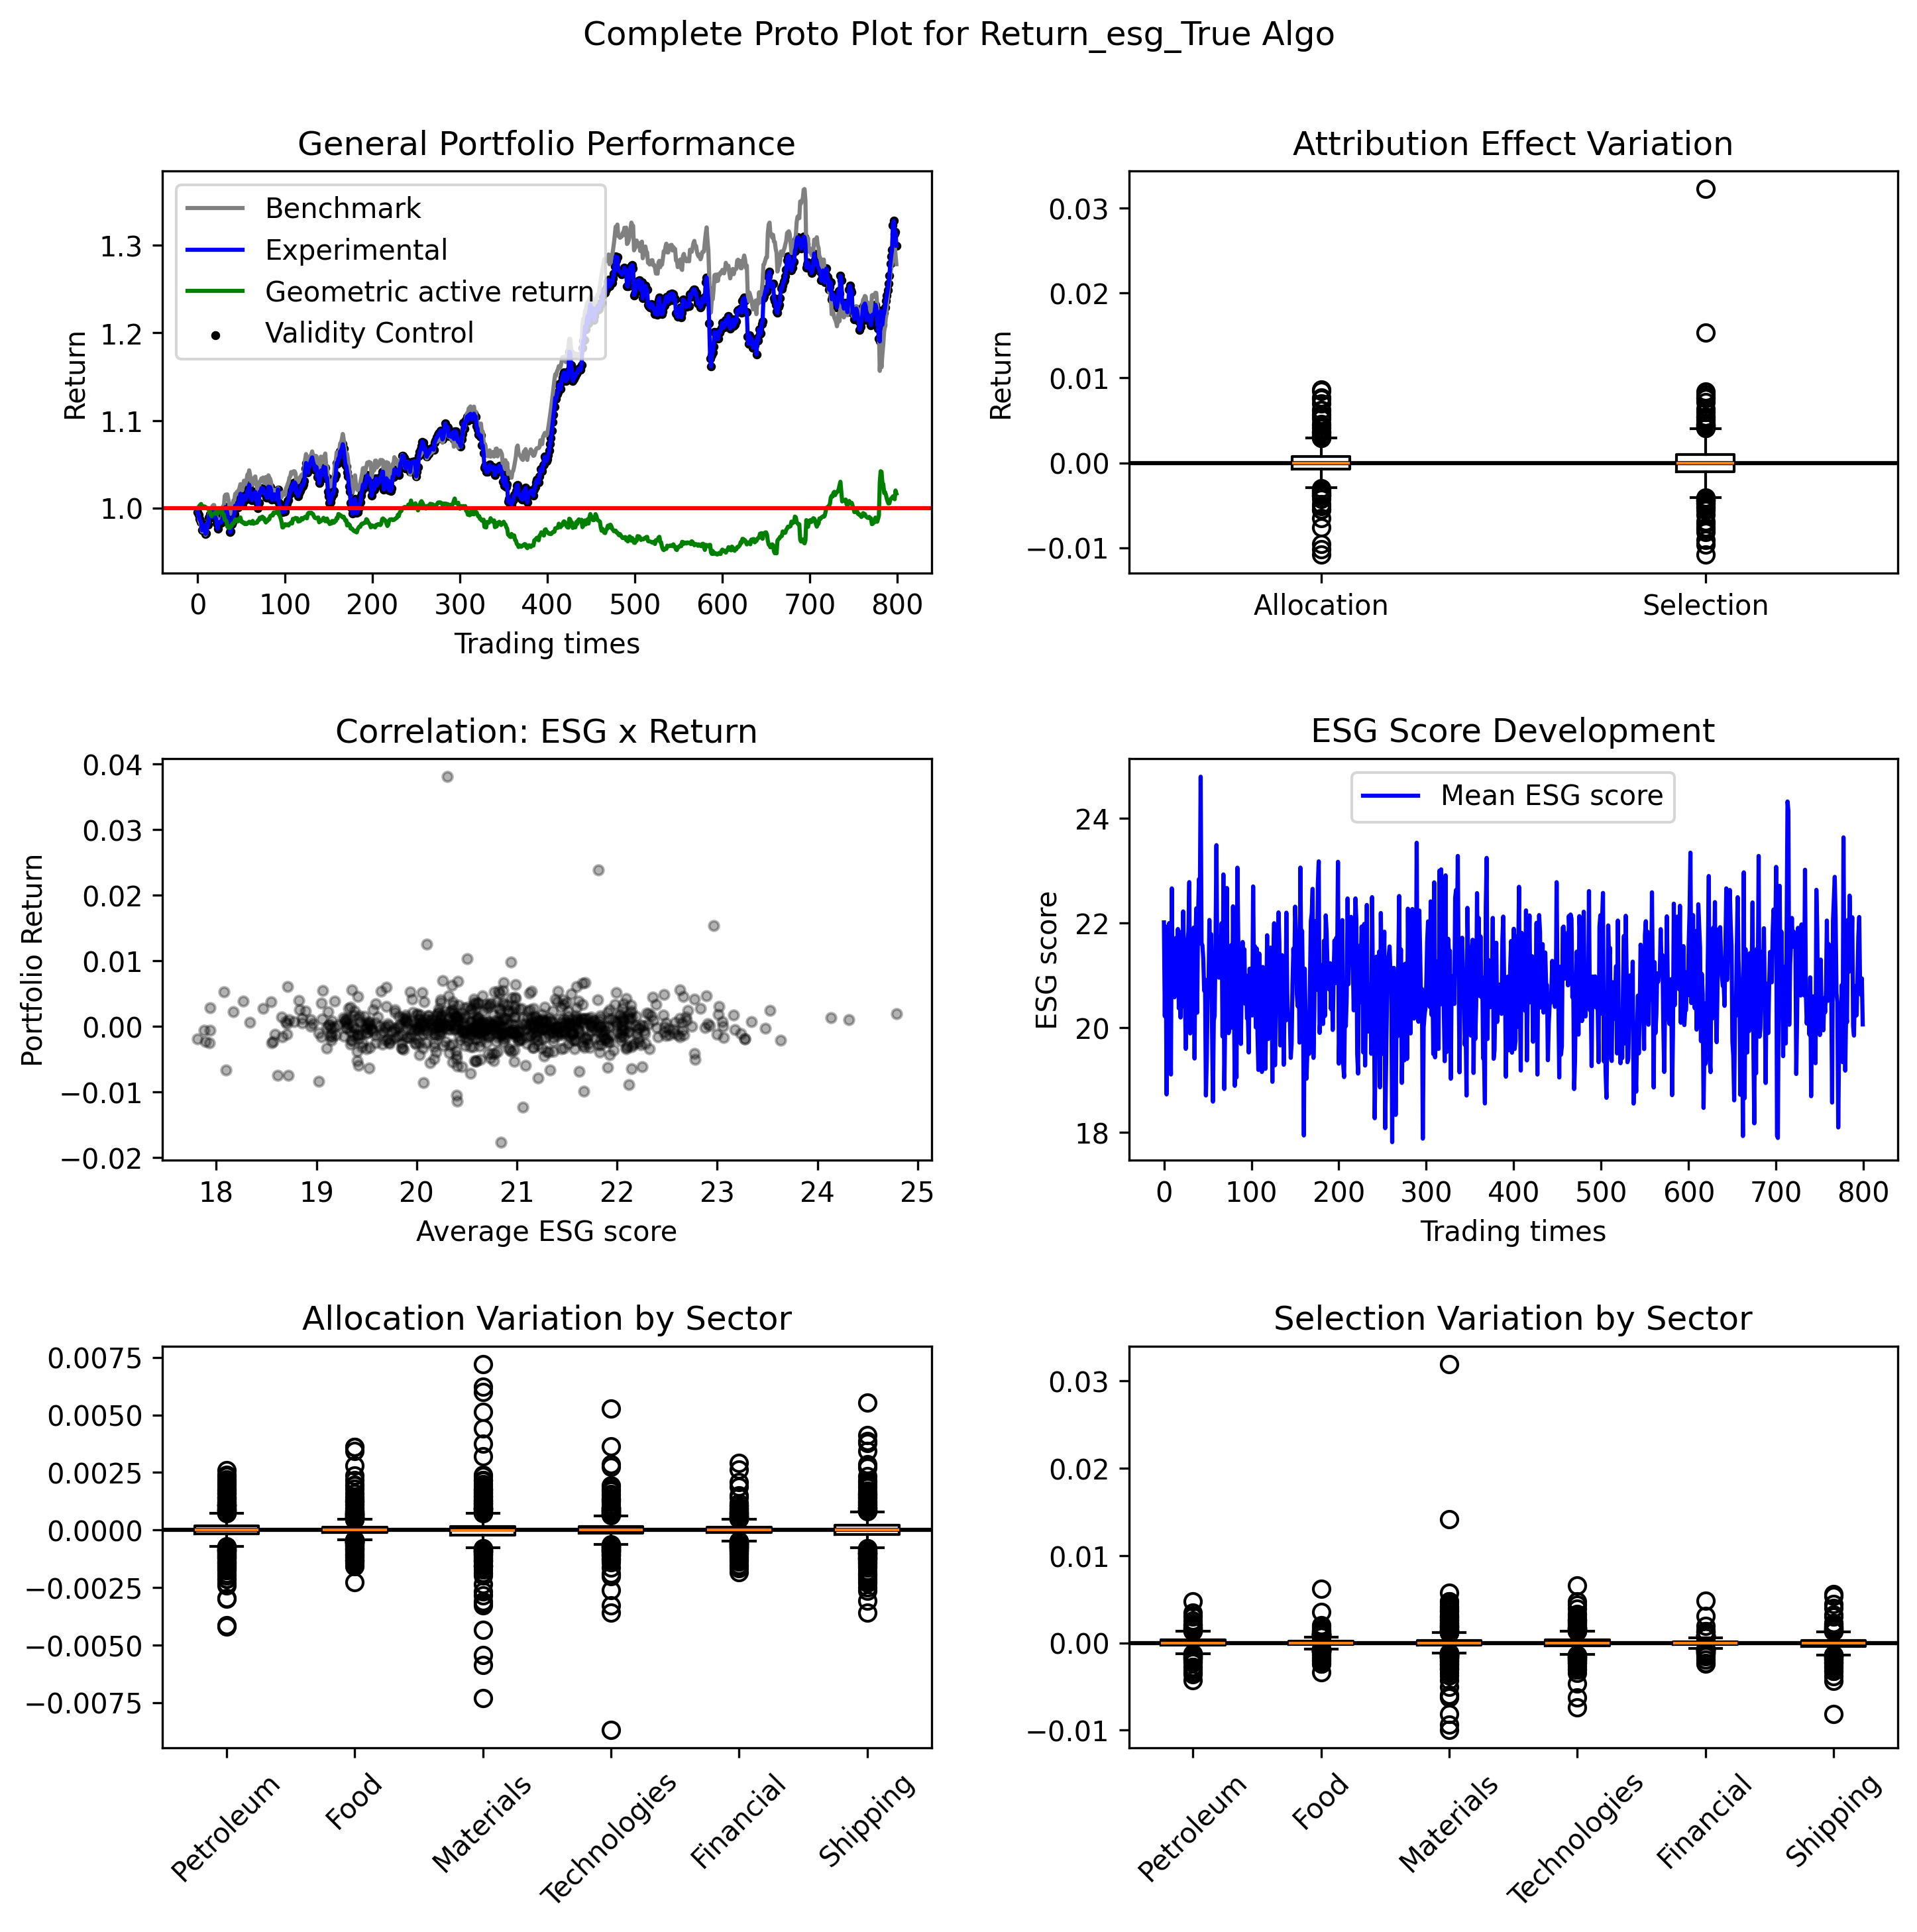 Complete Proto Plot for Return_esg_True Algo
General Portfolio Performance
Benchmark
Experimental
Geometric active return
Validity Control
Return
1.3
1.2
1.1
1.0
0 100 200 300 400 500 600 700 800
Trading times
Attribution Effect Variation
Return
0.03
0.02
0.01
0.00
−0.01
Allocation Selection
Correlation: ESG x Return
Portfolio Return
0.04
0.03
0.02
0.01
0.00
−0.01
−0.02
18 19 20 21 22 23 24 25
Average ESG score
ESG Score Development
Mean ESG score
ESG score
24
22
20
18
0 100 200 300 400 500 600 700 800
Trading times
Allocation Variation by Sector
0.0075
0.0050
0.0025
0.0000
−0.0025
−0.0050
−0.0075
Petroleum
Food
Materials
Technologies
Financial
Shipping
Selection Variation by Sector
0.03
0.02
0.01
0.00
−0.01
Petroleum
Food
Materials
Technologies
Financial
Shipping